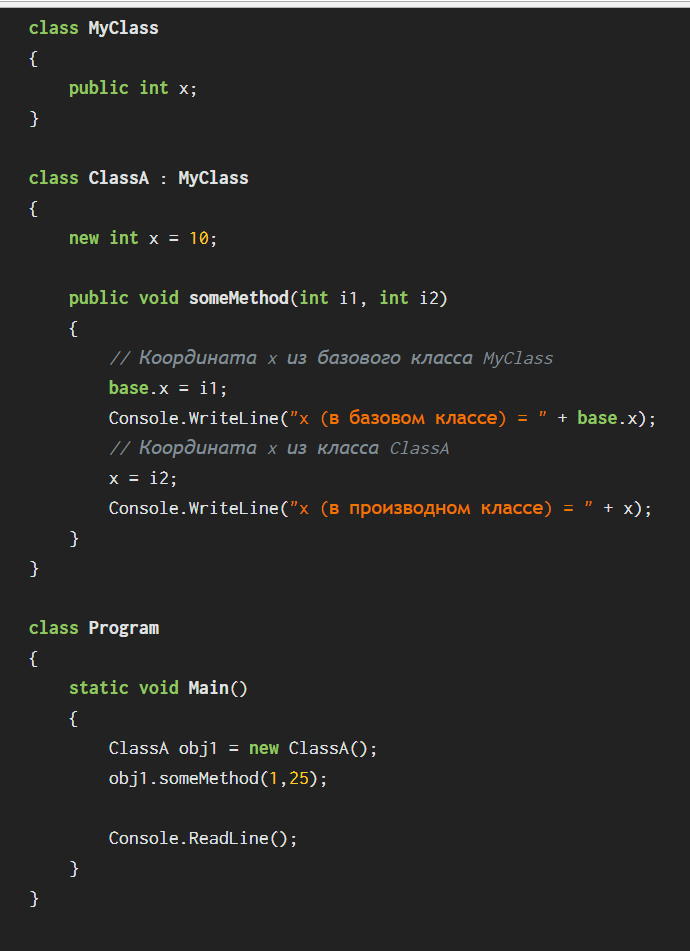 class MyClass
{
    public int x;
}

class ClassA : MyClass
{
    new int x = 10;

    public void someMethod(int i1, int i2)
    {
        // Координата x из базового класса MyClass
        base.x = i1;
        Console.WriteLine("x (в базовом классе) = " + base.x);
        // Координата x из класса ClassA
        x = i2;
        Console.WriteLine("x (в производном классе) = " + x);
    }
}

class Program
{
    static void Main()
    {
        ClassA obj1 = new ClassA();
        obj1.someMethod(1,25);

        Console.ReadLine();
    }
}